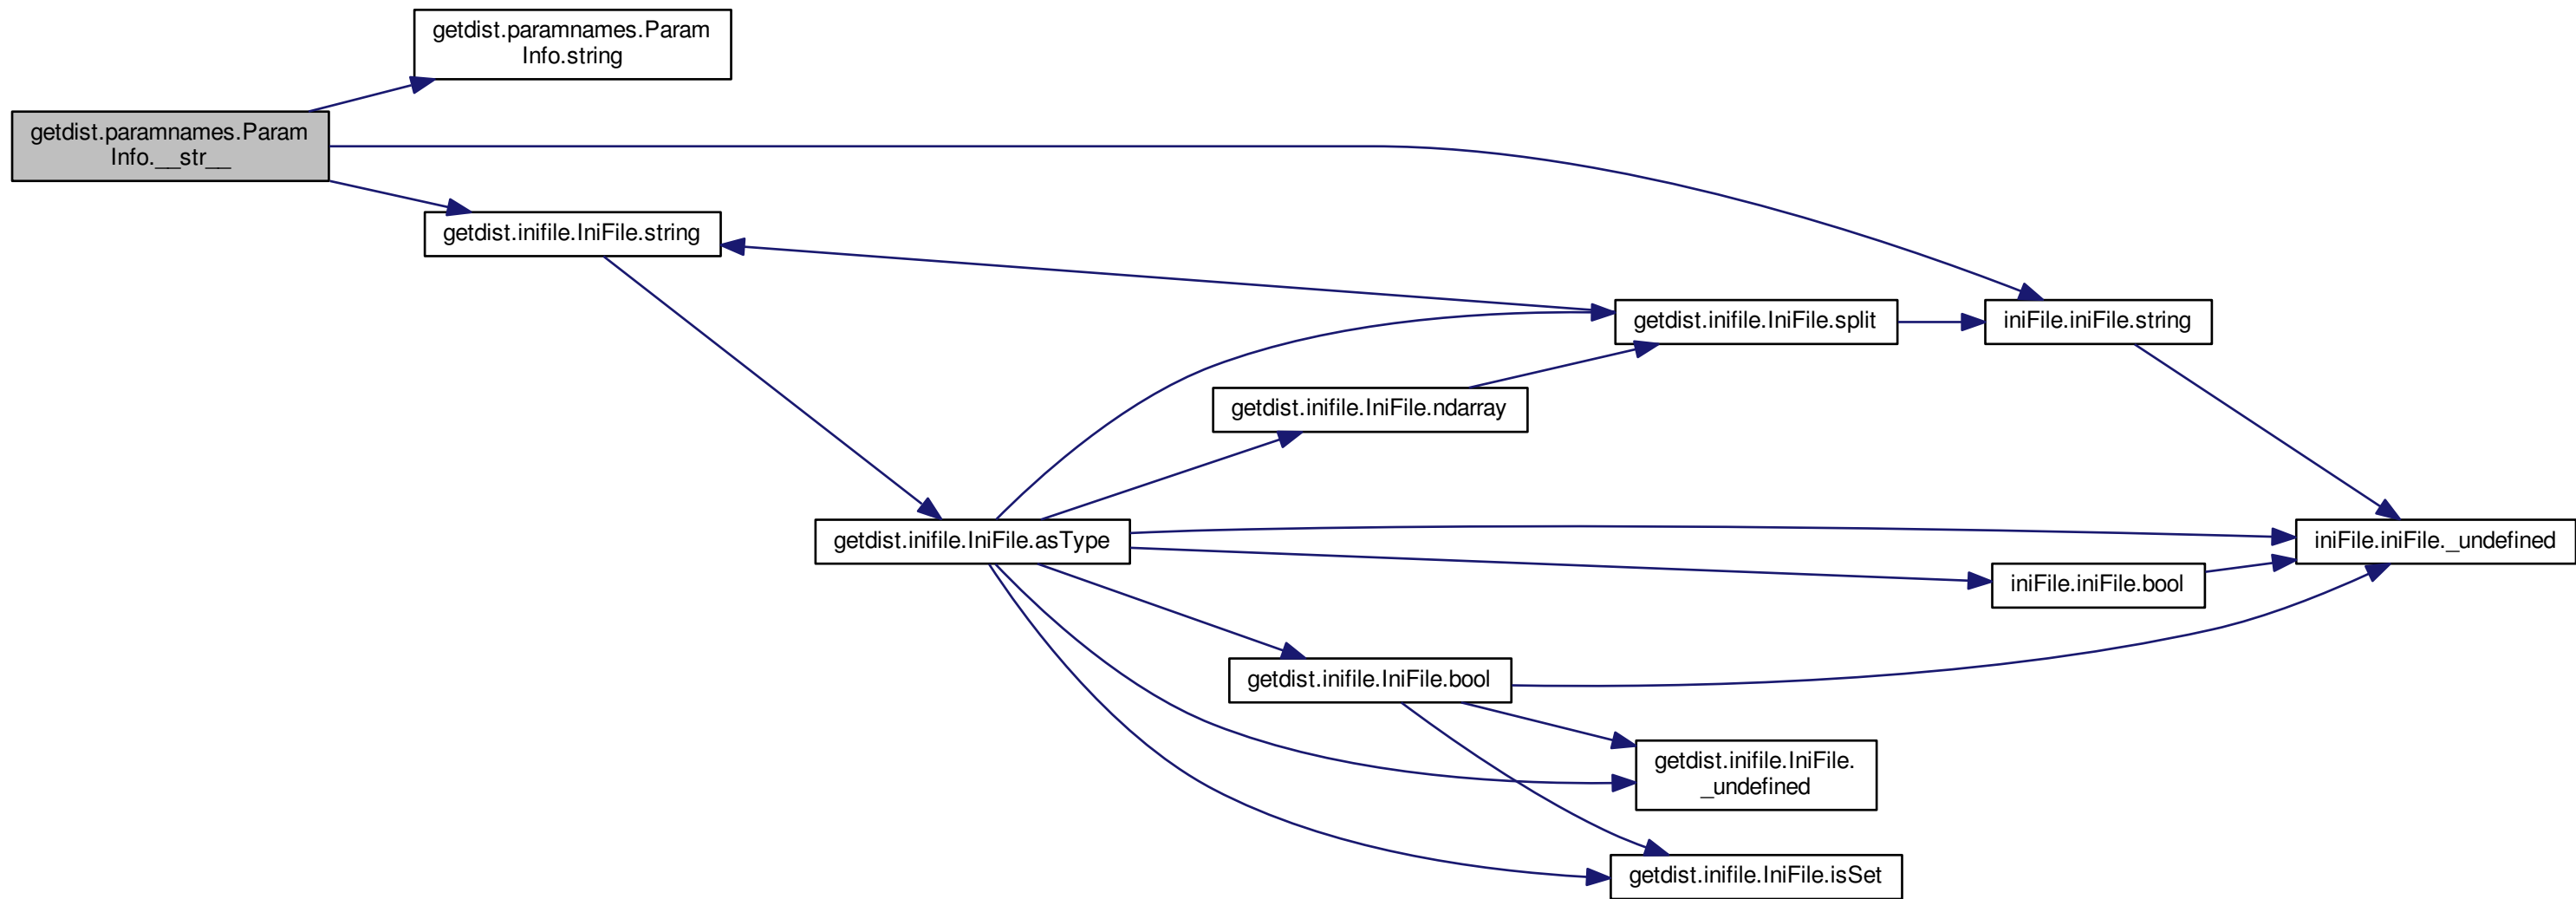 getdist.paramnames.Param
Info.string
getdist.paramnames.Param
Info.__str__
getdist.inifile.IniFile.string
getdist.inifile.IniFile.split
iniFile.iniFile.string
getdist.inifile.IniFile.ndarray
getdist.inifile.IniFile.asType
iniFile.iniFile._undefined
iniFile.iniFile.bool
getdist.inifile.IniFile.bool
getdist.inifile.IniFile.
_undefined
getdist.inifile.IniFile.isSet